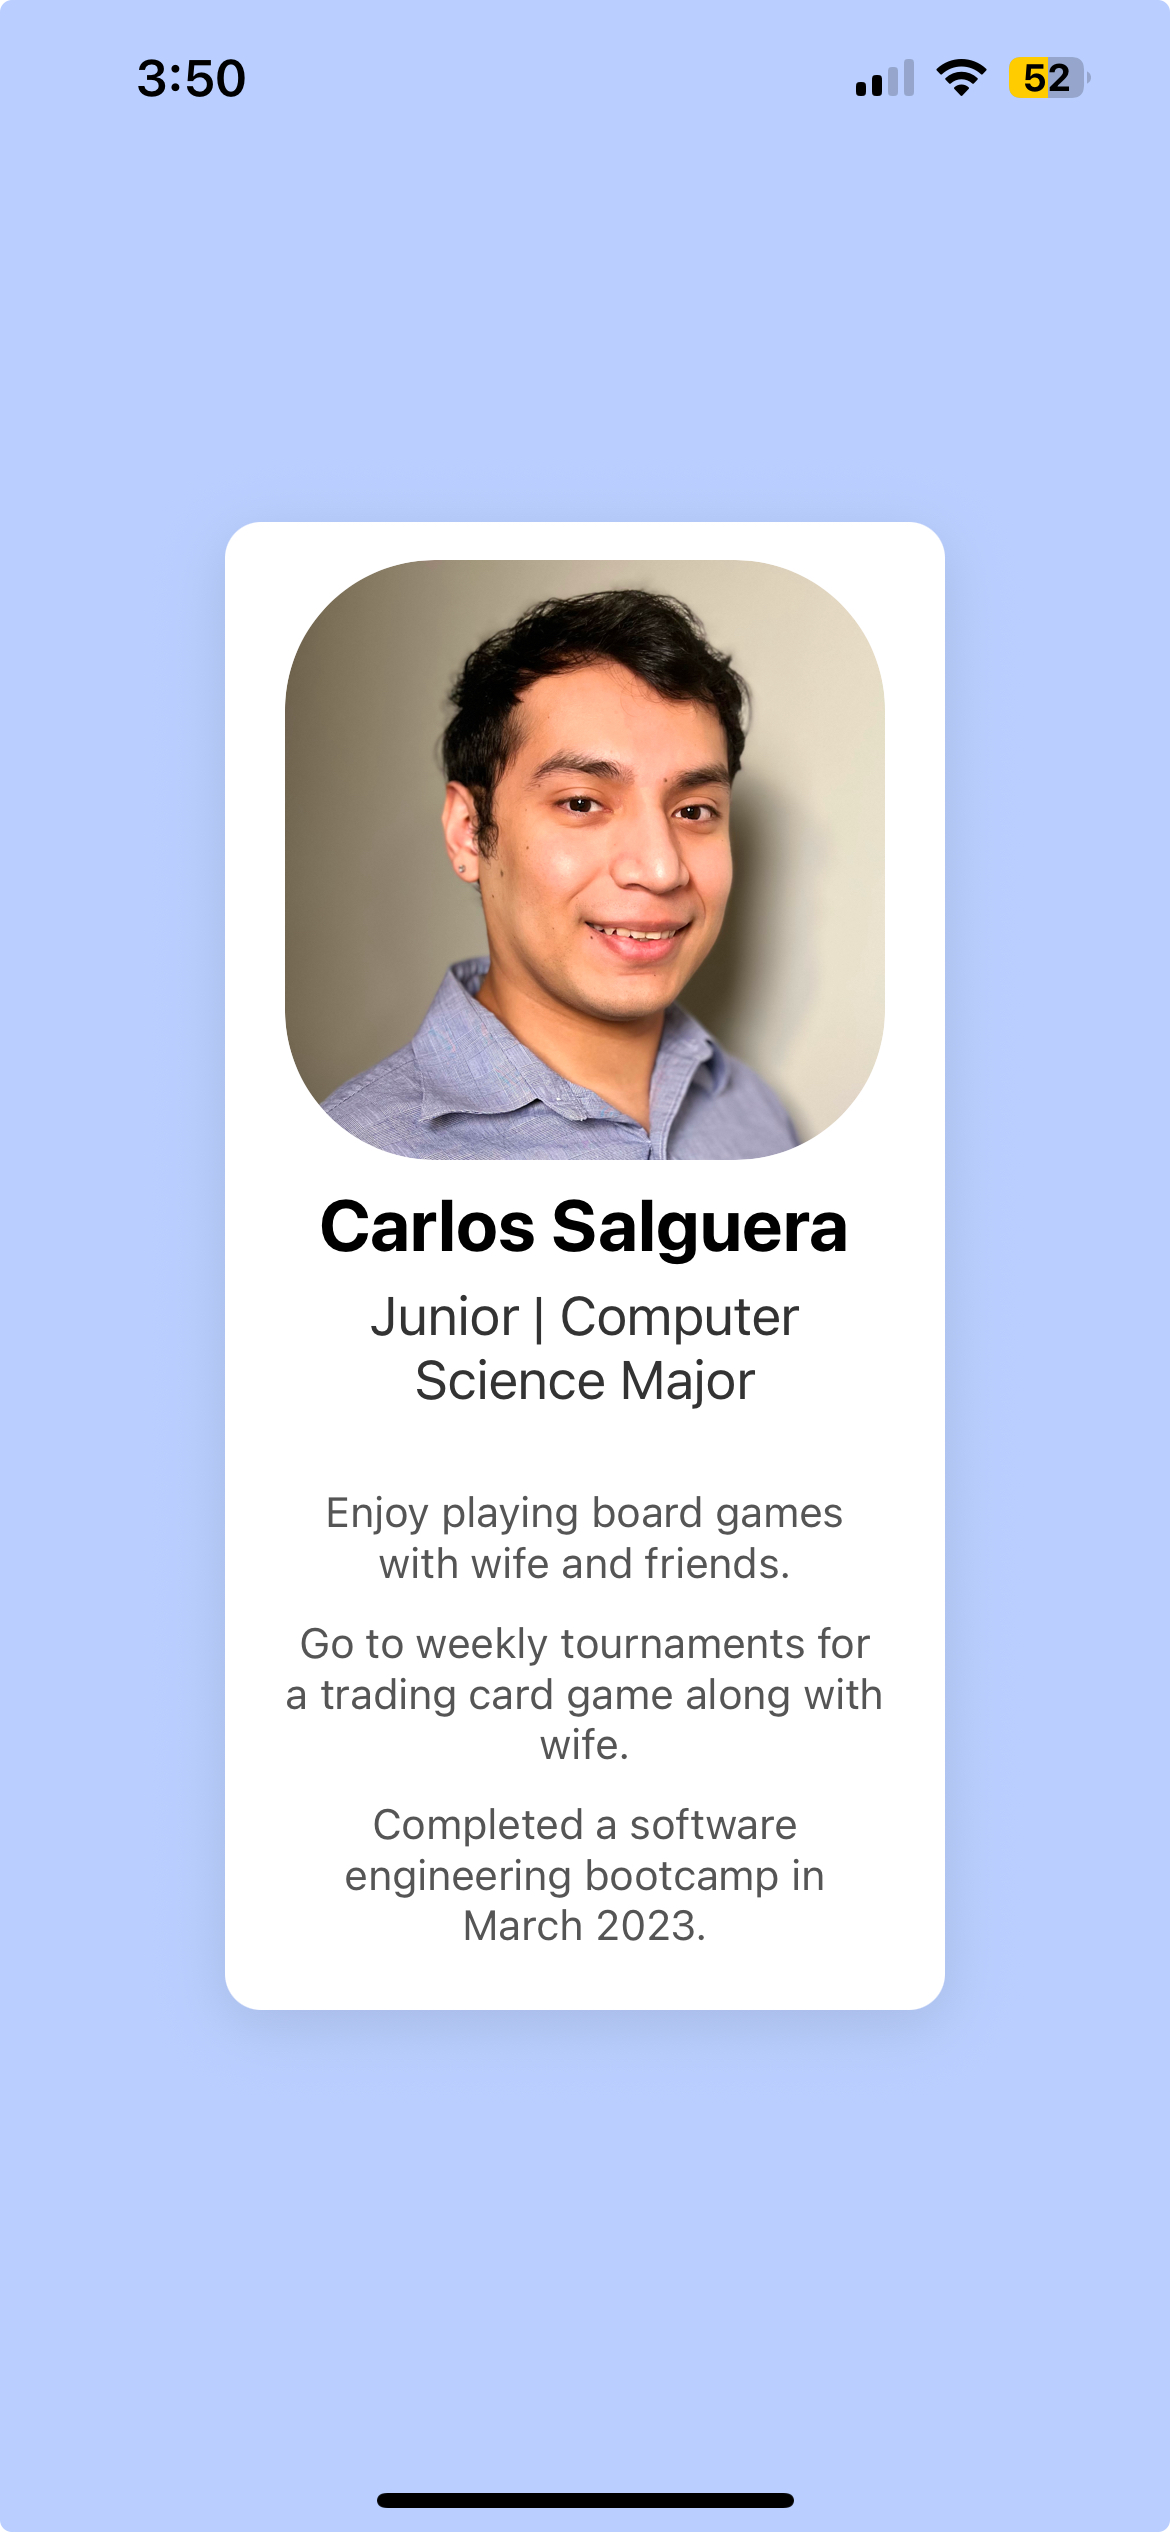 3:50
52
Carlos Salguera
Junior | Computer
Science Major
Enjoy playing board games
with wife and friends.
Go to weekly tournaments for
a trading card game along with
wife.
Completed a software
engineering bootcamp in
March 2023.